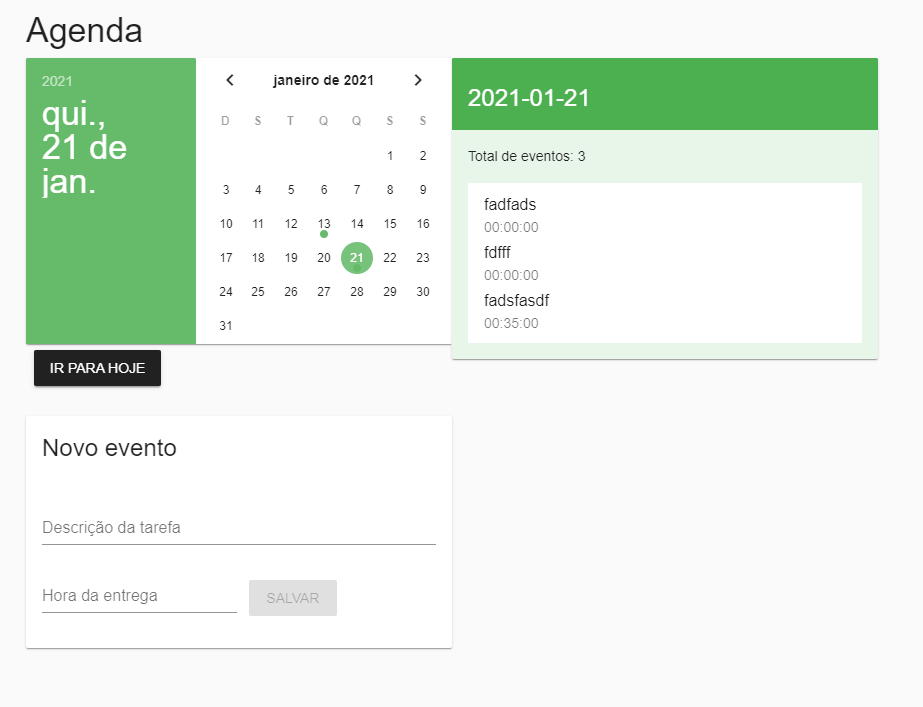 Agenda
2021
qui.,
21 de
jan.
janeiro de 2021
D S T Q Q S S
1 2
3 4 5 6 7 8 9
10 11 12 13 14 15 16
17 18 19 20 21 22 23
24 25 26 27 28 29 30
31
IR PARA HOJE
2021-01-21
Total de eventos: 3
fadfads
00:00:00
fdfff
00:00:00
fadsfasdf
00:35:00
Novo evento
Descrição da tarefa
Hora da entrega
SALVAR